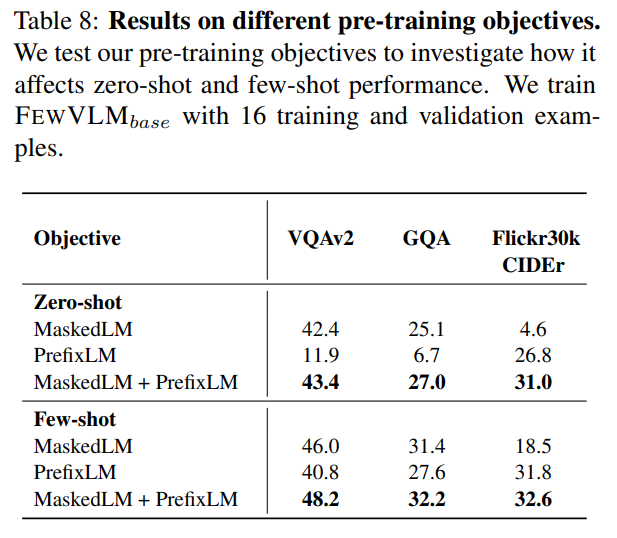 Table 8: Results on different pre-training objectives.
We test our pre-training objectives to investigate how it
affects zero-shot and few-shot performance. We train
FEWVLMbase with 16 training and validation exam-
ples.
Objective VQAv2 GQA Flickr30k
CIDEr
Zero-shot
MaskedLM 42.4 25.1 4.6
PrefixLM 11.9 6.7 26.8
MaskedLM + PrefixLM 43.4 27.0 31.0
Few-shot
MaskedLM 46.0 31.4 18.5
PrefixLM 40.8 27.6 31.8
MaskedLM + PrefixLM 48.2 32.2 32.6